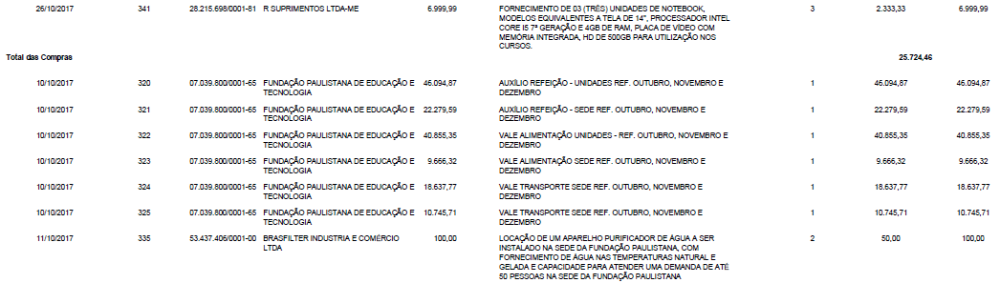 26/10/2017 341 28.215.698/0001-81 R SUPRIMENTOS LTDA-ME 6.999,99 FORNECIMENTO DE 03 (TRÊS) UNIDADES DE NOTEBOOK, 3 2.333,33 6.999,99
MODELOS EQUIVALENTES A TELA DE 14", PROCESSADOR INTEL
CORE I5 7ª GERAÇÃO E 4GB DE RAM, PLACA DE VÍDEO COM
MEMÓRIA INTEGRADA, HD DE 500GB PARA UTILIZAÇÃO NOS
CURSOS.
Total das Compras 25.724,46
10/10/2017 320 07.039.800/0001-65 FUNDAÇÃO PAULISTANA DE EDUCAÇÃO E 46.094,87 AUXÍLIO REFEIÇÃO - UNIDADES REF. OUTUBRO, NOVEMBRO E 1 46.094,87 46.094,87
TECNOLOGIA DEZEMBRO
10/10/2017 321 07.039.800/0001-65 FUNDAÇÃO PAULISTANA DE EDUCAÇÃO E 22.279,59 AUXÍLIO REFEIÇÃO - SEDE REF. OUTUBRO, NOVEMBRO E 1 22.279,59 22.279,59
TECNOLOGIA DEZEMBRO
10/10/2017 322 07.039.800/0001-65 FUNDAÇÃO PAULISTANA DE EDUCAÇÃO E 40.855,35 VALE ALIMENTAÇÃO UNIDADES - REF. OUTUBRO, NOVEMBRO E 1 40.855,35 40.855,35
TECNOLOGIA DEZEMBRO
10/10/2017 323 07.039.800/0001-65 FUNDAÇÃO PAULISTANA DE EDUCAÇÃO E 9.666,32 VALE ALIMENTAÇÃO SEDE REF. OUTUBRO, NOVEMBRO E 1 9.666,32 9.666,32
TECNOLOGIA DEZEMBRO
10/10/2017 324 07.039.800/0001-65 FUNDAÇÃO PAULISTANA DE EDUCAÇÃO E 18.637,77 VALE TRANSPORTE SEDE REF. OUTUBRO, NOVEMBRO E 1 18.637,77 18.637,77
TECNOLOGIA DEZEMBRO
10/10/2017 325 07.039.800/0001-65 FUNDAÇÃO PAULISTANA DE EDUCAÇÃO E 10.745,71 VALE TRANSPORTE SEDE REF. OUTUBRO, NOVEMBRO E 1 10.745,71 10.745,71
TECNOLOGIA DEZEMBRO
11/10/2017 335 53.437.406/0001-00 BRASFILTER INDUSTRIA E COMÉRCIO 100,00 LOCAÇÃO DE UM APARELHO PURIFICADOR DE ÁGUA A SER 2 50,00 100,00
LTDA INSTALADO NA SEDE DA FUNDAÇÃO PAULISTANA, COM
FORNECIMENTO DE ÁGUA NAS TEMPERATURAS NATURAL E
GELADA E CAPACIDADE PARA ATENDER UMA DEMANDA DE ATÉ
50 PESSOAS NA SEDE DA FUNDAÇÃO PAULISTANA